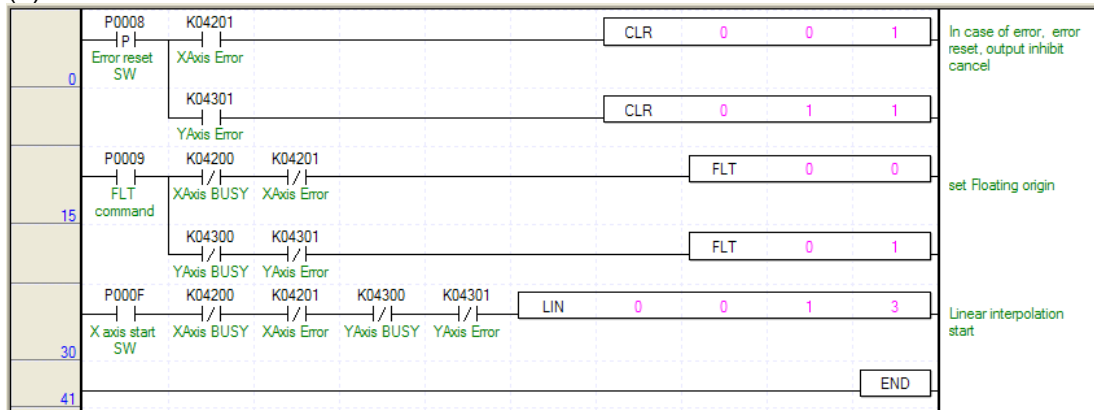 P0008 K04201
P CLR 0 0 1
Error reset SW XAxis Error
In case of error, error reset, output inhibit cancel
0
K04301
CLR 0 1 1
YAxis Error
P0009 K04200 K04201
FLT 0 0
FLT command XAxis BUSY XAxis Error
set Floating origin
15
K04300 K04301
FLT 0 1
YAxis BUSY YAxis Error
P000F K04200 K04201 K04300 K04301
LIN 0 0 1 3
X axis start SW XAxis BUSY XAxis Error YAxis BUSY YAxis Error
Linear interpolation start
30
END
41